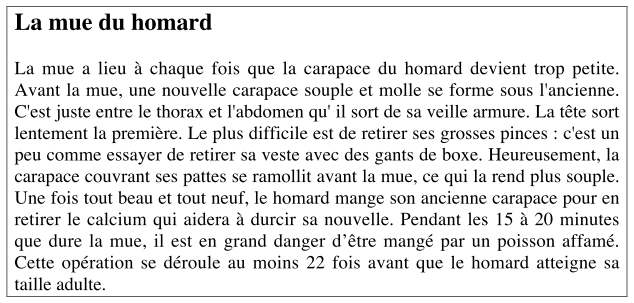 La mue du homard
La mue a lieu à chaque fois que la carapace du homard devient trop petite.
Avant la mue, une nouvelle carapace souple et molle se forme sous l'ancienne.
C'est juste entre le thorax et l'abdomen qu' il sort de sa veille armure. La tête sort
lentement la première. Le plus difficile est de retirer ses grosses pinces : c'est un
peu comme essayer de retirer sa veste avec des gants de boxe. Heureusement, la
carapace couvrant ses pattes se ramollit avant la mue, ce qui la rend plus souple.
Une fois tout beau et tout neuf, le homard mange son ancienne carapace pour en
retirer le calcium qui aidera à durcir sa nouvelle. Pendant les 15 à 20 minutes
que dure la mue, il est en grand danger d’être mangé par un poisson affamé.
Cette opération se déroule au moins 22 fois avant que le homard atteigne sa
taille adulte.